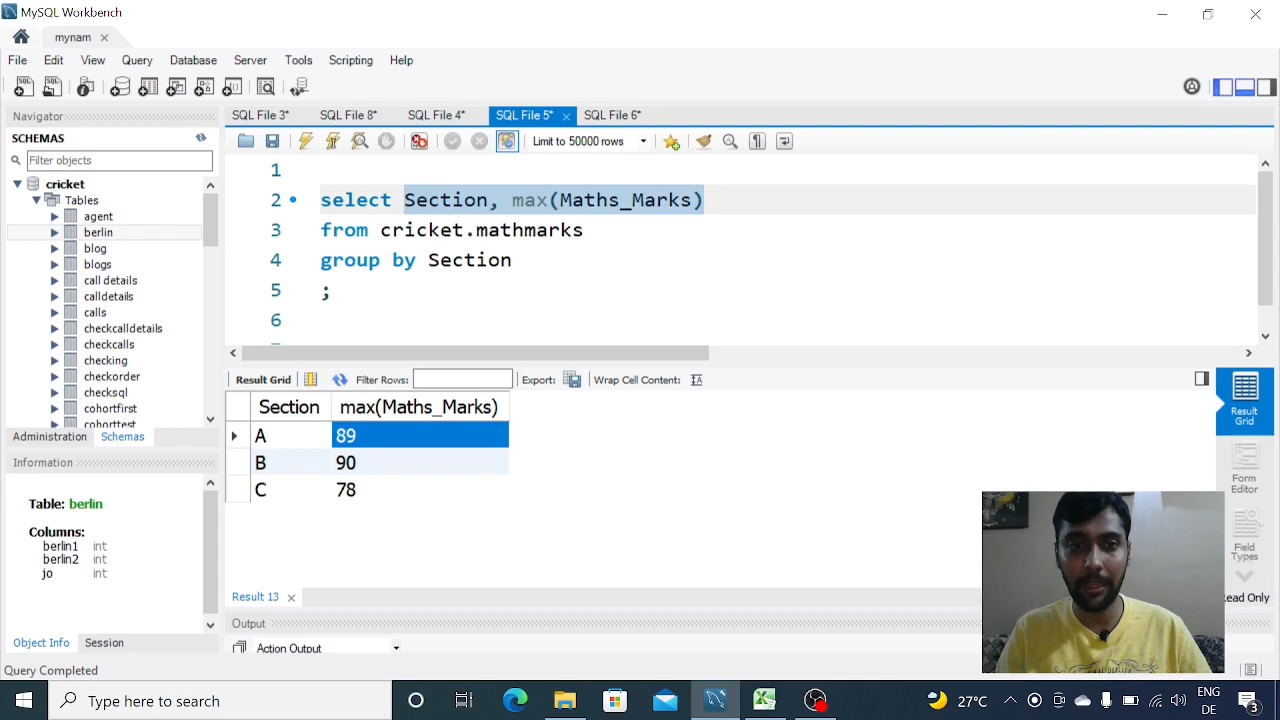 MySQL Workbench
mynam
File Edit View Query Database Server Tools Scripting Help
Navigator
SCHEMAS
Filter objects
cricket
Tables
agent
berlin
blog
blogs
call details
calldetails
calls
checkcalldetails
checkcalls
checking
checkorder
checksql
cohortfirst
cohorttest
Administration Schemas
Information
Table: berlin
Columns:
berlin1 int
berlin2 int
jo int
Object Info Session
Query Completed
SQL File 3* SQL File 8* SQL File 4* SQL File 5* SQL File 6*
Limit to 50000 rows
1
2 select Section, max(Maths_Marks)
3 from cricket.mathmarks
4 group by Section
5 ;
6
Result Grid Filter Rows: Export: Wrap Cell Content:
Section max(Maths_Marks)
A 89
B 90
C 78
Result Grid
Form Editor
Field Types
Result 13
Read Only
Output
Action Output
Type here to search
27°C
ENG
DE
3